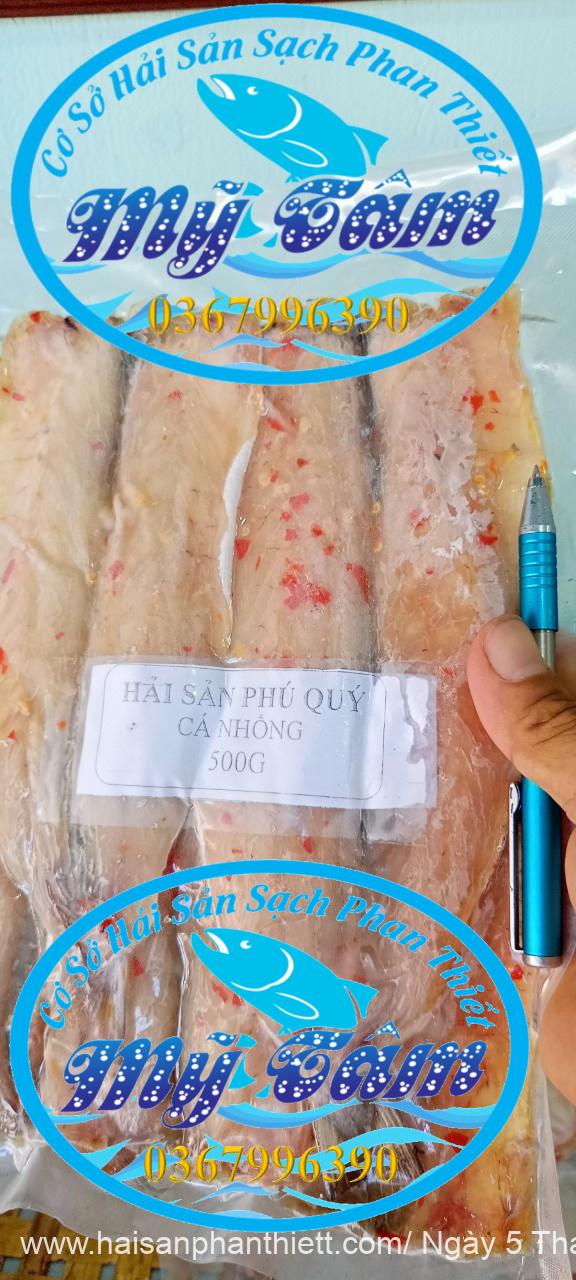 Cơ Sở Hải Sản Sạch Phan Thiết
Mỹ Tâm
0367996390
HẢI SẢN PHÚ QUÝ
CÁ NHỒNG
500G
Cơ Sở Hải Sản Sạch Phan Thiết
Mỹ Tâm
0367996390
www.haisanphanthiett.com/ Ngày 5 Tha